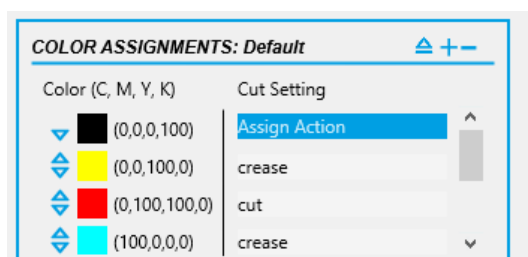 COLOR ASSIGNMENTS: Default
Color (C, M, Y, K) Cut Setting
(0,0,0,100) Assign Action
(0,0,100,0) crease
(0,100,100,0) cut
(100,0,0,0) crease